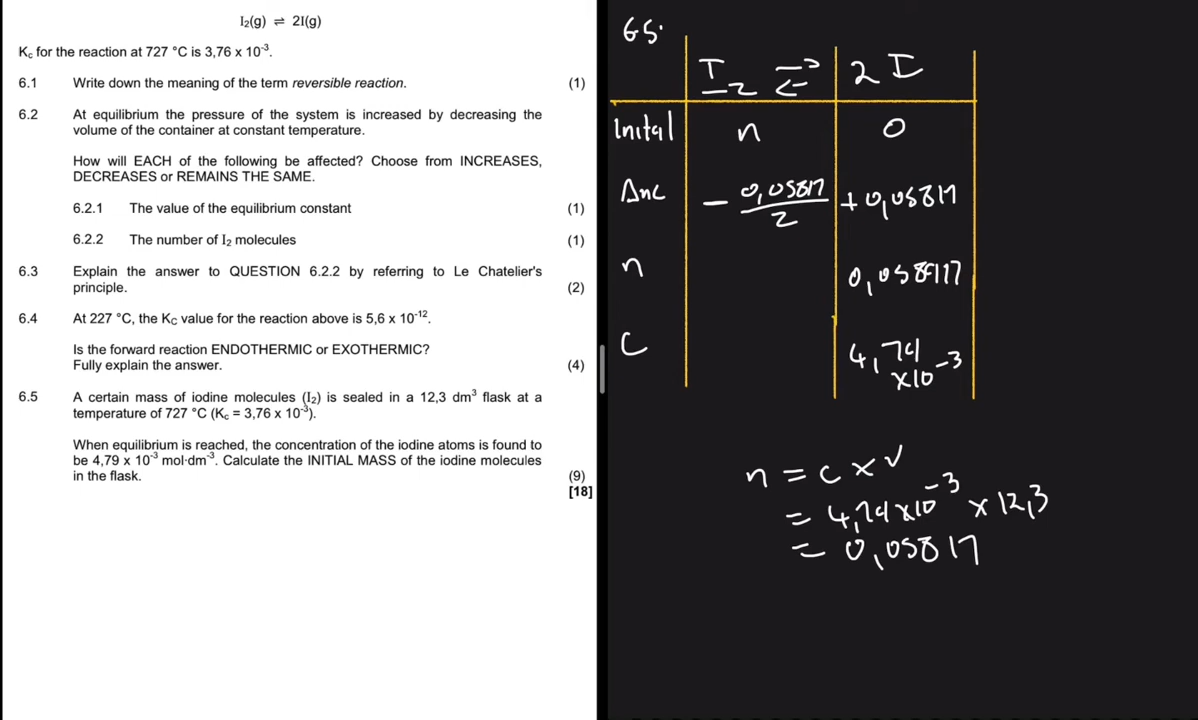 I₂(g) ⇌ 2I(g)
Kc for the reaction at 727 °C is 3,76 x 10⁻³.
6.1 Write down the meaning of the term reversible reaction. (1)
6.2 At equilibrium the pressure of the system is increased by decreasing the
volume of the container at constant temperature.
How will EACH of the following be affected? Choose from INCREASES,
DECREASES or REMAINS THE SAME.
6.2.1 The value of the equilibrium constant (1)
6.2.2 The number of I₂ molecules (1)
6.3 Explain the answer to QUESTION 6.2.2 by referring to Le Chatelier's
principle. (2)
6.4 At 227 °C, the KC value for the reaction above is 5,6 x 10⁻¹².
Is the forward reaction ENDOTHERMIC or EXOTHERMIC?
Fully explain the answer. (4)
6.5 A certain mass of iodine molecules (I₂) is sealed in a 12,3 dm³ flask at a
temperature of 727 °C (Kc = 3,76 x 10⁻³).
When equilibrium is reached, the concentration of the iodine atoms is found to
be 4,79 x 10⁻³ mol·dm⁻³. Calculate the INITIAL MASS of the iodine molecules
in the flask. (9)
[18]
65.
I₂ ⇌ 2 I
Inital n 0
Δnc - 0,05817/2 + 0,05817
n
C 4,74
x10⁻³
n = c x v
= 4,74x10⁻³ x 12,3
= 0,05817